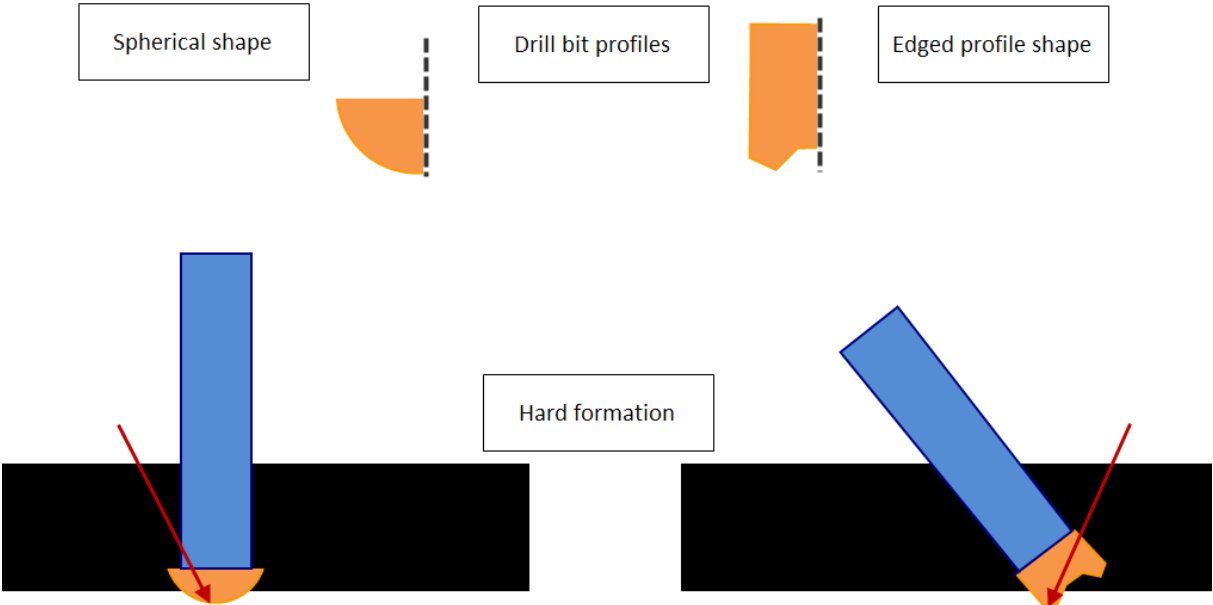 Spherical shape
Drill bit profiles
Edged profile shape
Hard formation